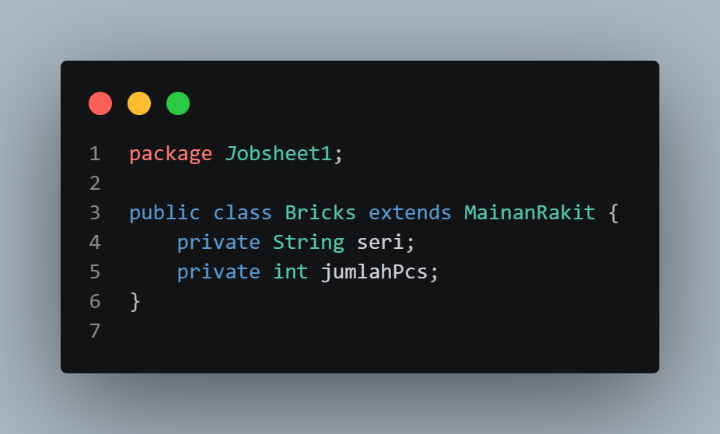 1 package Jobsheet1;
2
3 public class Bricks extends MainanRakit {
4     private String seri;
5     private int jumlahPcs;
6 }
7